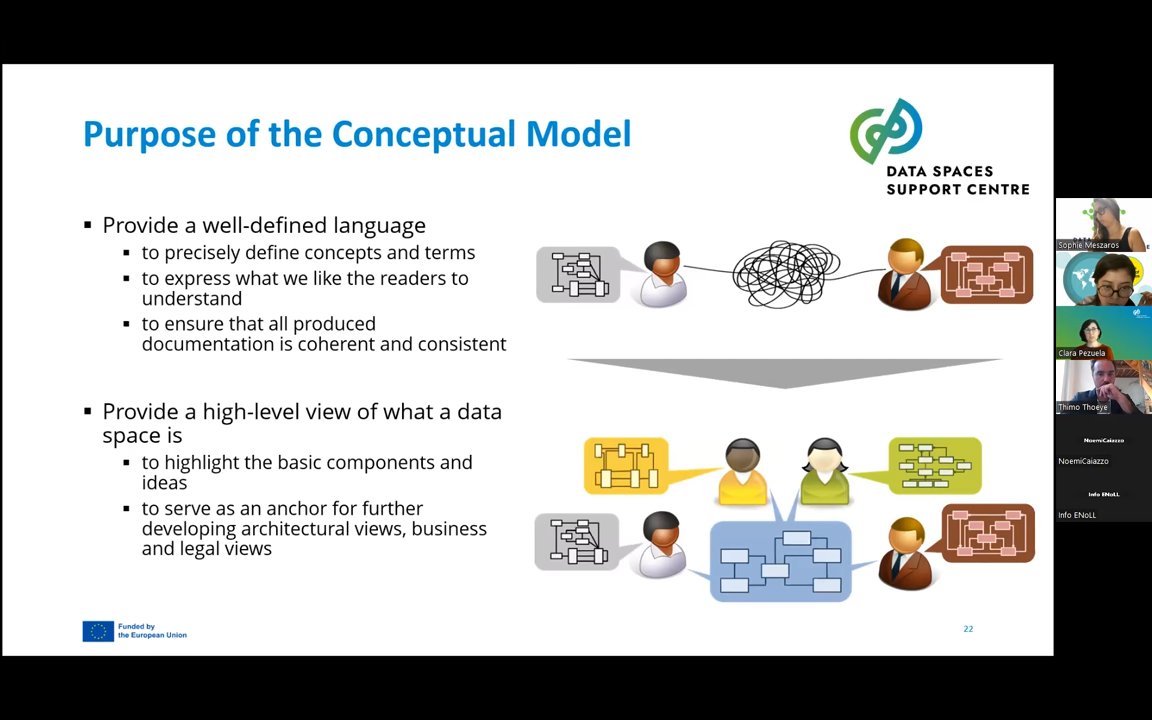 Purpose of the Conceptual Model
DATA SPACES
SUPPORT CENTRE
▪ Provide a well-defined language
▪ to precisely define concepts and terms
▪ to express what we like the readers to
understand
▪ to ensure that all produced
documentation is coherent and consistent
▪ Provide a high-level view of what a data
space is
▪ to highlight the basic components and
ideas
▪ to serve as an anchor for further
developing architectural views, business
and legal views
Funded by
the European Union
22
Sophie Meszaros
Clara Pezuela
Thimo Thoeye
NoemiCaiazzo
NoemiCaiazzo
Info ENoLL
Info ENoLL